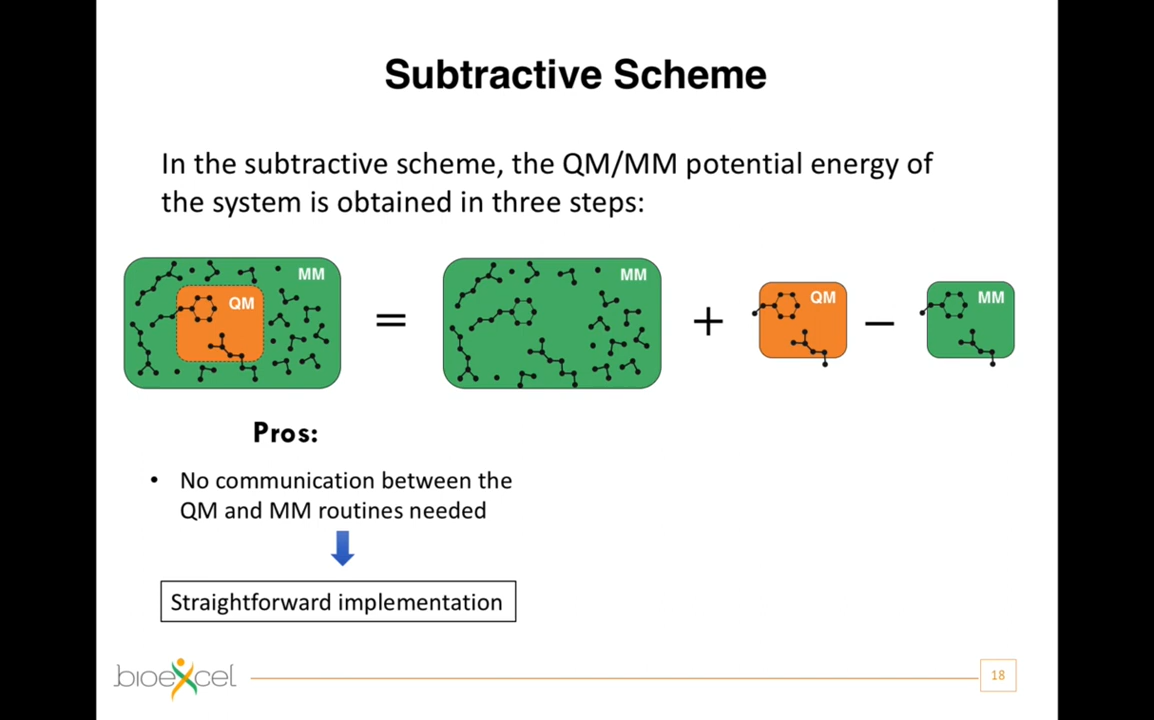 Subtractive Scheme
In the subtractive scheme, the QM/MM potential energy of
the system is obtained in three steps:
MM
QM
=
MM
+
QM
−
MM
Pros:
• No communication between the
QM and MM routines needed
Straightforward implementation
bioexcel
18